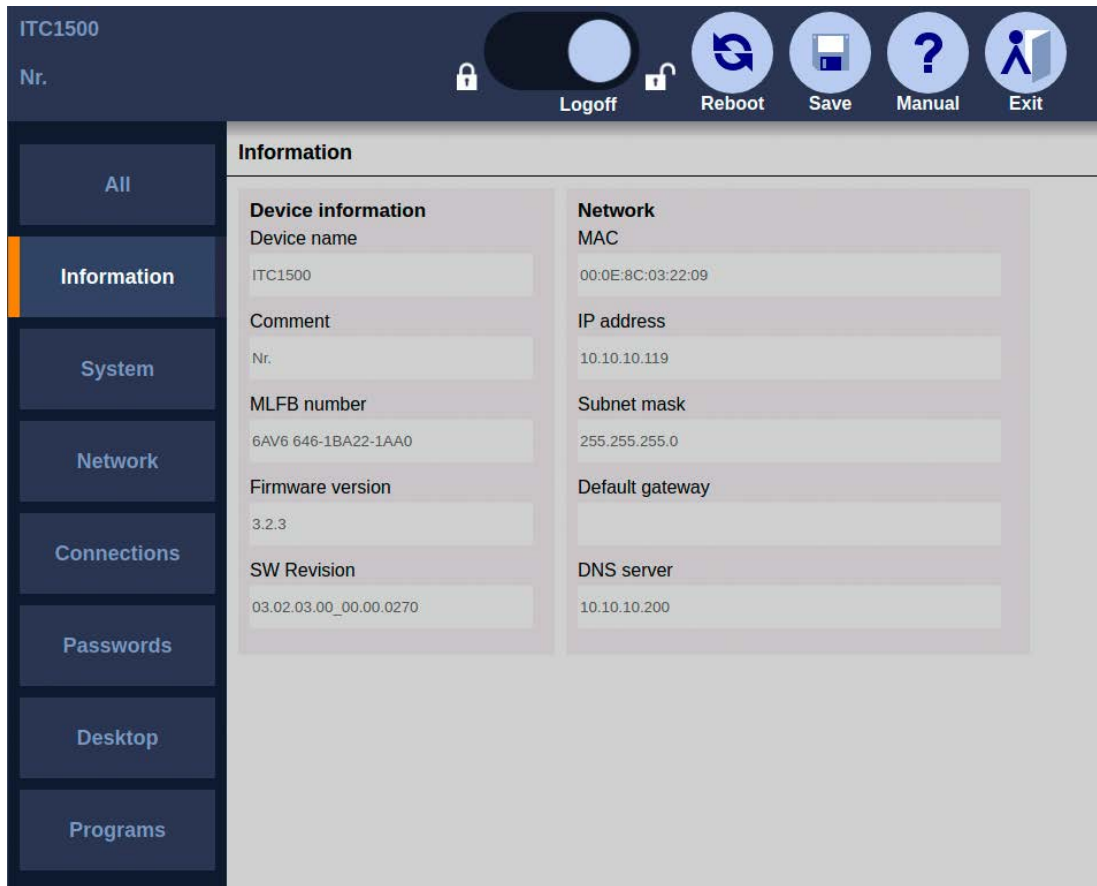 ITC1500
Nr.
Logoff
Reboot
Save
?
Manual
Exit
All
Information
System
Network
Connections
Passwords
Desktop
Programs
Information
Device information
Device name
ITC1500
Comment
Nr.
MLFB number
6AV6 646-1BA22-1AA0
Firmware version
3.2.3
SW Revision
03.02.03.00_00.00.0270
Network
MAC
00:0E:8C:03:22:09
IP address
10.10.10.119
Subnet mask
255.255.255.0
Default gateway
DNS server
10.10.10.200